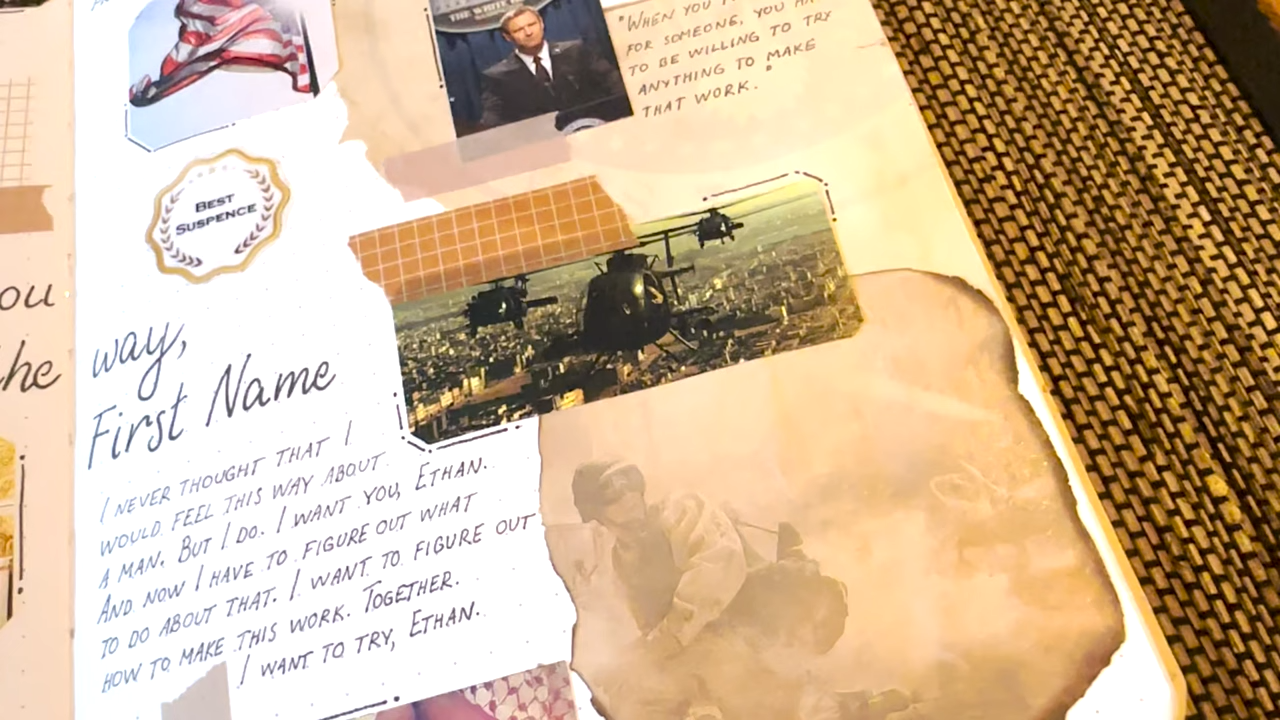 THE WHITE
"WHEN YOU
FOR SOMEONE, YOU
TO BE WILLING TO TRY
ANYTHING TO MAKE
THAT WORK."
BEST
SUSPENCE
ou
he
way,
First Name
I NEVER THOUGHT THAT I
WOULD FEEL THIS WAY ABOUT
A MAN. BUT I DO. I WANT YOU, ETHAN.
AND NOW I HAVE TO FIGURE OUT WHAT
TO DO ABOUT THAT. I WANT TO FIGURE OUT
HOW TO MAKE THIS WORK. TOGETHER.
I WANT TO TRY, ETHAN.